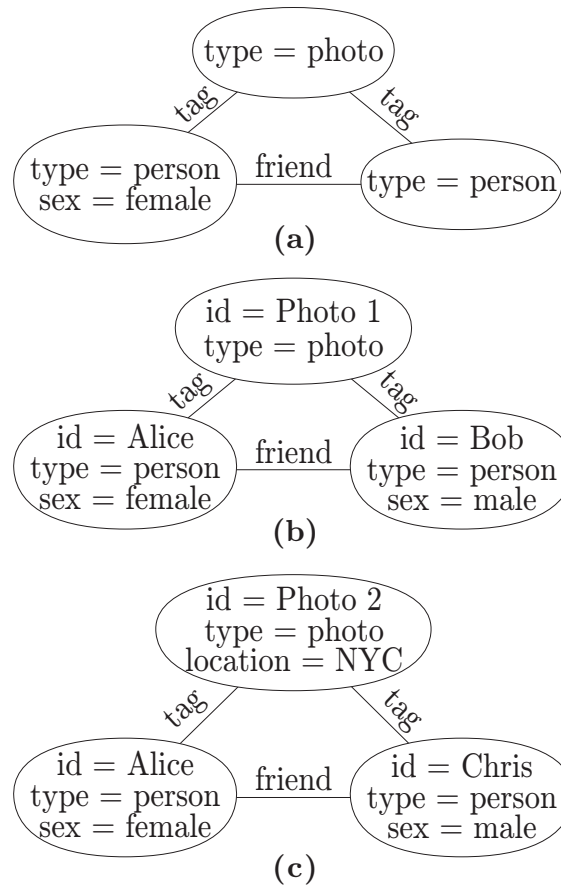 type = photo
tag
tag
type = person
sex = female
friend
type = person
(a)
id = Photo 1
type = photo
tag
tag
id = Alice
type = person
sex = female
friend
id = Bob
type = person
sex = male
(b)
id = Photo 2
type = photo
location = NYC
tag
tag
id = Alice
type = person
sex = female
friend
id = Chris
type = person
sex = male
(c)